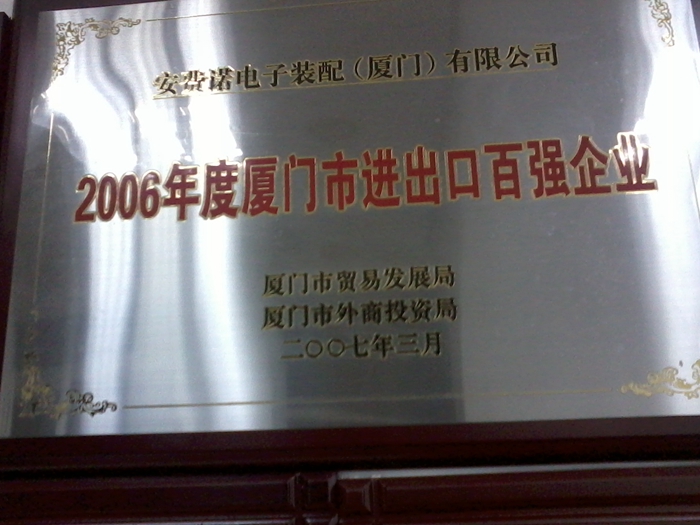 安费诺电子装配（厦门）有限公司
2006年度厦门市进出口百强企业
厦门市贸易发展局
厦门市外商投资局
二〇〇七年三月